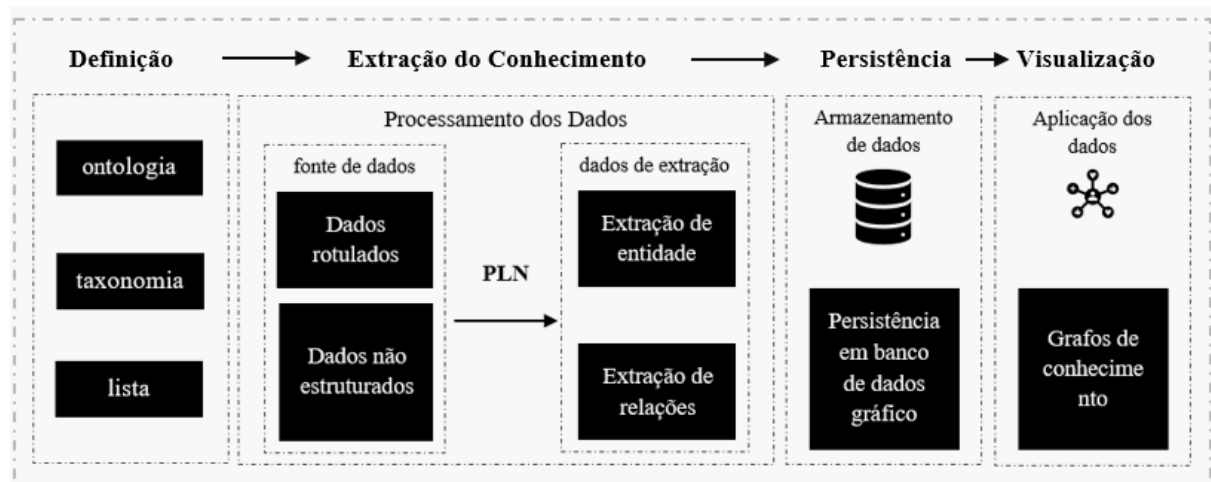 Definição
Extração do Conhecimento
Persistência
Visualização
ontologia
taxonomia
lista
Processamento dos Dados
fonte de dados
Dados
rotulados
Dados não
estruturados
PLN
dados de extração
Extração de
entidade
Extração de
relações
Armazenamento
de dados
Persistência
em banco
de dados
gráfico
Aplicação dos
dados
Grafos de
conhecime
nto